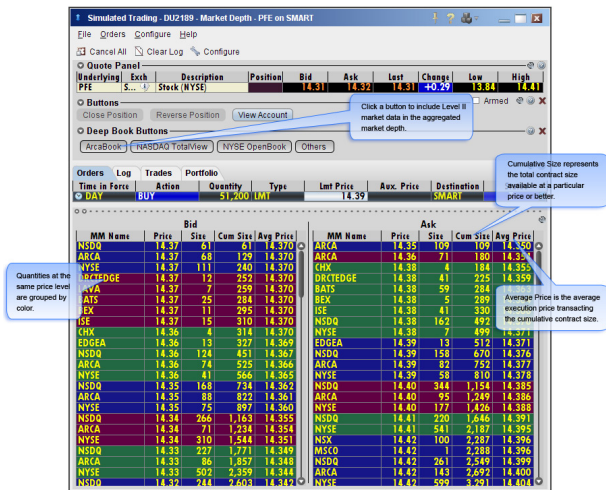 Simulated Trading - DU2189 - Market Depth - PFE on SMART
File Orders Configure Help
Cancel All Clear Log Configure
Quote Panel
Underlying Exch Description Position Bid Ask Last Change Low High
PFE S... Stock (NYSE) 14.31 14.32 14.31 +0.29 13.84 14.41
Buttons Armed
Close Position Reverse Position View Account
Click a button to include Level II
market data in the aggregated
market depth.
Deep Book Buttons
ArcaBook NASDAQ TotalView NYSE OpenBook Others
Cumulative Size represents
the total contract size
available at a particular
price or better.
Orders Log Trades Portfolio
Time in Force Action Quantity Type Lmt Price Aux. Price Destination
DAY BUY 51,200 LMT 14.39 SMART
Bid Ask
MM Name Price Size Cum Size Avg Price MM Name Price Size Cum Size Avg Price
NSDQ 14.37 61 61 14.370 ARCA 14.35 109 109 14.350
ARCA 14.37 68 129 14.370 ARCA 14.36 71 180 14.354
NYSE 14.37 111 240 14.370 CHX 14.38 4 184 14.355
DRCTEDGE 14.37 12 252 14.370 DRCTEDGE 14.38 41 225 14.359
LAVA 14.37 7 259 14.370 BATS 14.38 59 284 14.363
BATS 14.37 25 284 14.370 BEX 14.38 5 289
BEX 14.37 11 295 14.370 ISE 14.38 41 330
ISE 14.37 15 310 14.370 NSDQ 14.38 162 492
CHX 14.36 4 314 14.370 NYSE 14.38 7 499 14.371
EDGEA 14.36 13 327 14.369 EDGEA 14.39 13 512 14.371
NSDQ 14.36 124 451 14.367 NSDQ 14.39 158 670 14.376
ARCA 14.36 74 525 14.366 ARCA 14.39 82 752 14.377
NYSE 14.36 41 566 14.365 NYSE 14.39 58 810 14.378
NSDQ 14.35 168 734 14.362 NSDQ 14.40 344 1,154 14.385
ARCA 14.35 88 822 14.361 ARCA 14.40 95 1,249 14.386
NYSE 14.35 75 897 14.360 NYSE 14.40 177 1,426 14.388
NSDQ 14.34 266 1,163 14.355 NSDQ 14.41 220 1,646 14.391
ARCA 14.34 71 1,234 14.354 NYSE 14.41 541 2,187 14.395
NYSE 14.34 310 1,544 14.351 NSX 14.42 100 2,287 14.396
NSDQ 14.33 227 1,771 14.349 MSCO 14.42 1 2,288 14.396
ARCA 14.33 86 1,857 14.348 NSDQ 14.42 261 2,549 14.399
NYSE 14.33 502 2,359 14.344 ARCA 14.42 143 2,692 14.400
NSDQ 14.32 244 2,603 14.342 NYSE 14.42 599 3,291 14.404
Quantities at the
same price level
are grouped by
color.
Average Price is the average
execution price transacting
the cumulative contract size.